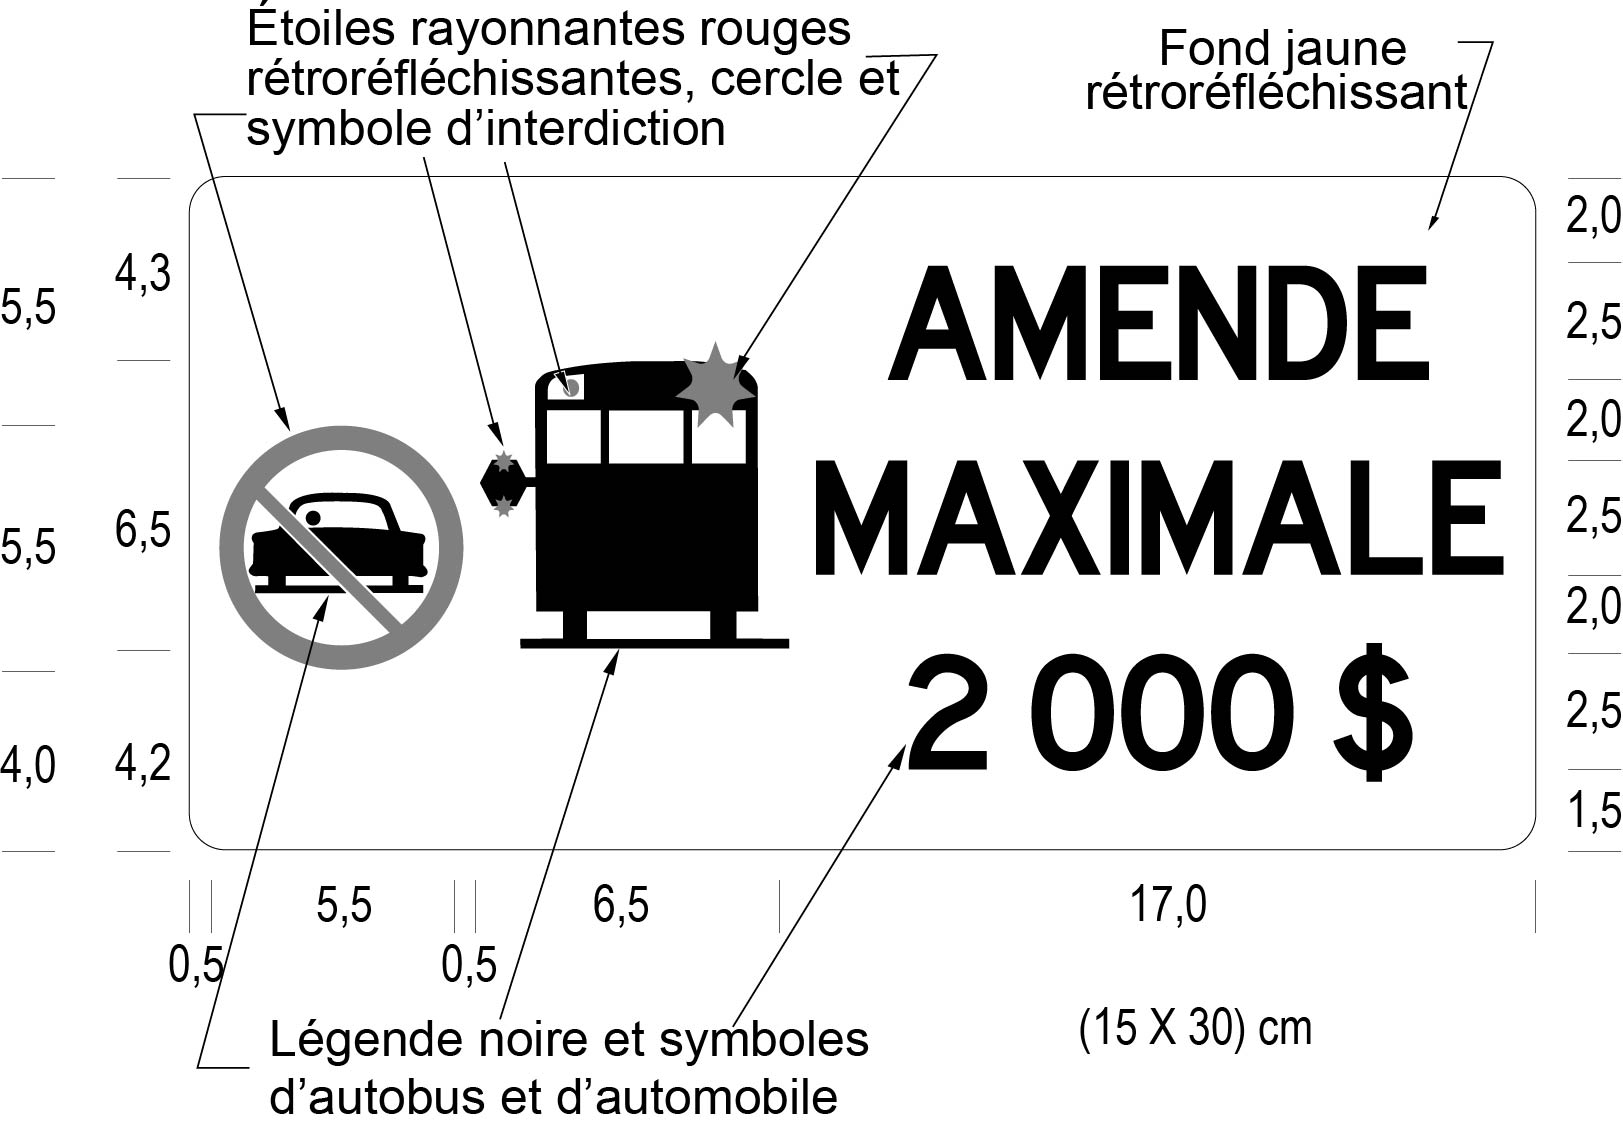 Étoiles rayonnantes rouges
rétroréfléchissantes, cercle et
symbole d'interdiction
Fond jaune
rétroréfléchissant
5,5
5,5
4,0
4,3
6,5
4,2
AMENDE
MAXIMALE
2 000 $
2,0
2,5
2,0
2,5
2,0
2,5
1,5
0,5
5,5
0,5
6,5
17,0
Légende noire et symboles
d'autobus et d'automobile
(15 X 30) cm